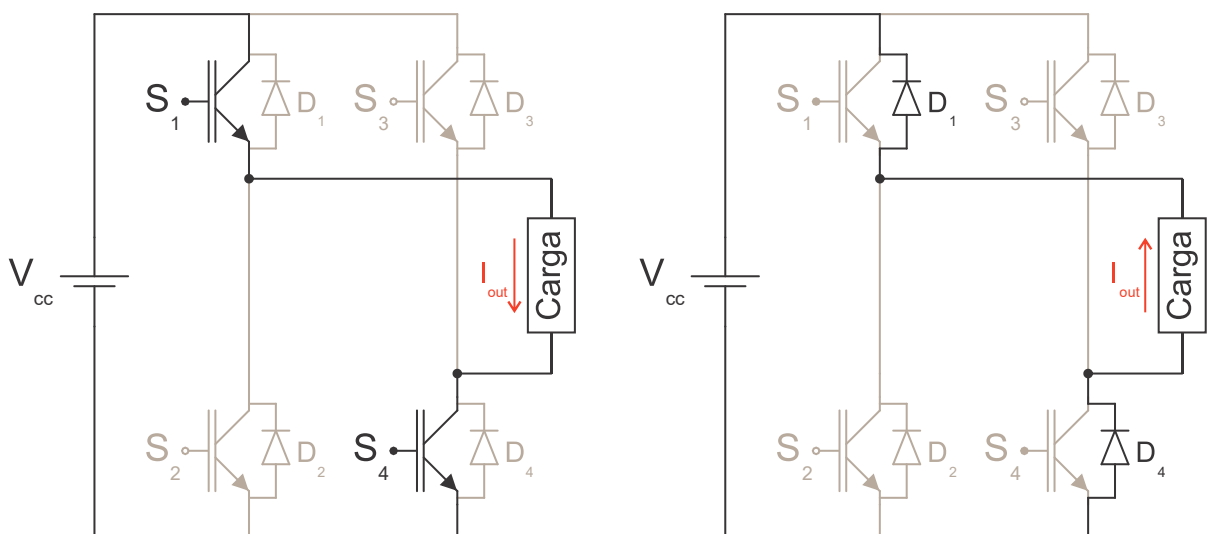 S1
D1
S3
D3
Vcc
Iout
Carga
S2
D2
S4
D4
S1
D1
S3
D3
Vcc
Iout
Carga
S2
D2
S4
D4